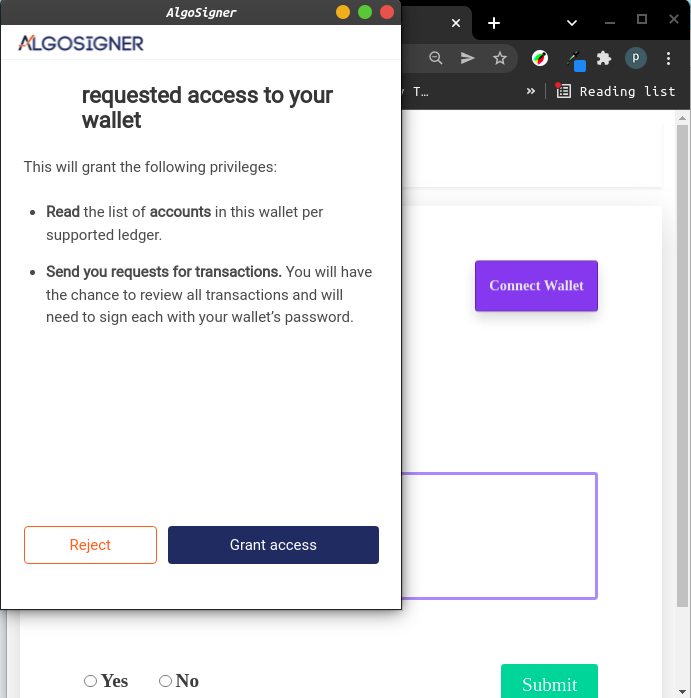 AlgoSigner
ALGOSIGNER
requested access to your
wallet
This will grant the following privileges:
• Read the list of accounts in this wallet per
supported ledger.
• Send you requests for transactions. You will have
the chance to review all transactions and will
need to sign each with your wallet’s password.
Reject
Grant access
P
T…
»
Reading list
Connect Wallet
Yes
No
Submit